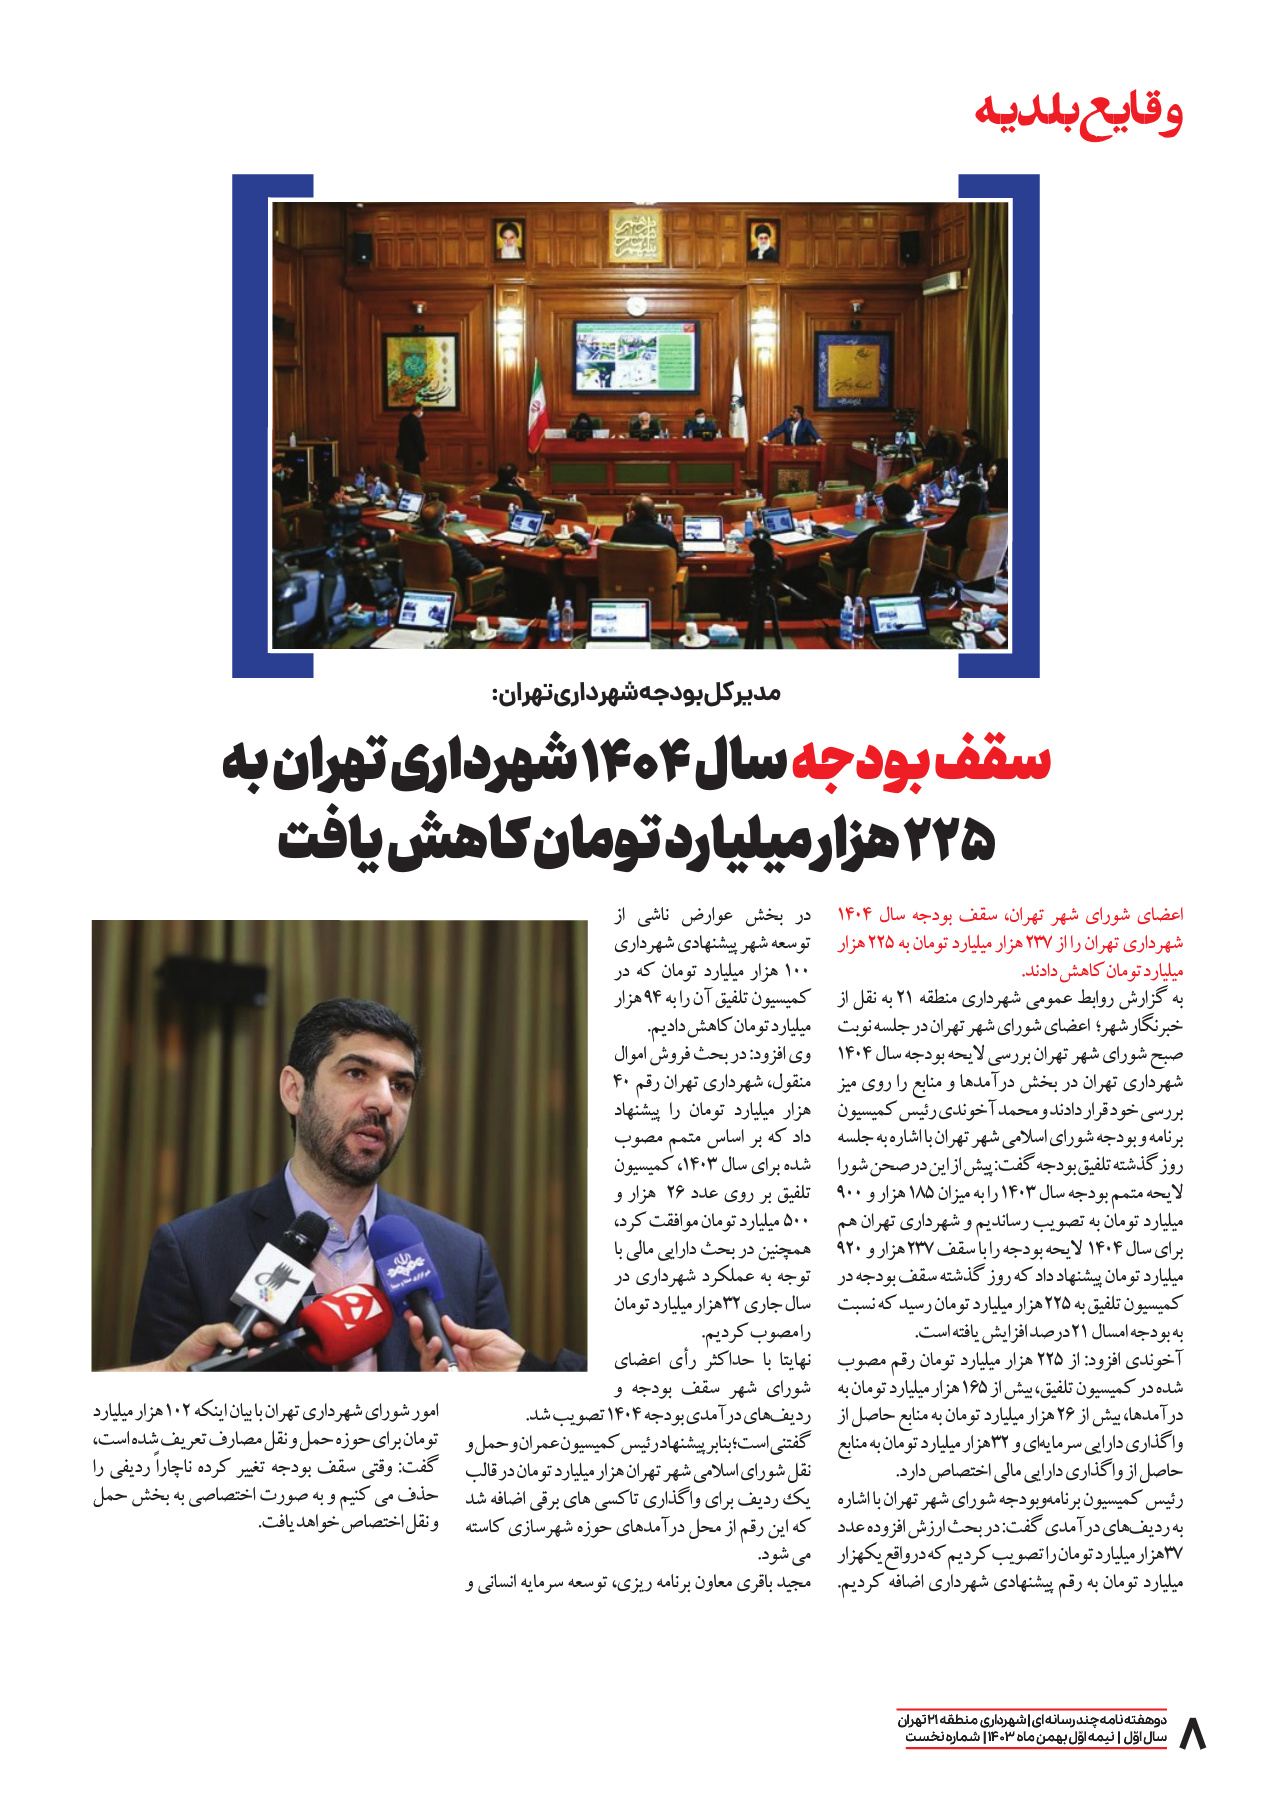 وقایع بلدیه
مدیرکل بودجه شهرداری تهران:
سقف بودجه سال ۱۴۰۴ شهرداری تهران به
۲۲۵ هزار میلیارد تومان کاهش یافت
اعضای شورای شهر تهران، سقف بودجه سال ۱۴۰۴
شهرداری تهران را از ۲۳۷ هزار میلیارد تومان به ۲۲۵ هزار
میلیارد تومان کاهش دادند.
به گزارش روابط عمومی شهرداری منطقه ۲۱ به نقل از
خبرنگار شهر؛ اعضای شورای شهر تهران در جلسه نوبت
صبح شورای شهر تهران بررسی لایحه بودجه سال ۱۴۰۴
شهرداری تهران در بخش درآمدها و منابع را روی میز
بررسی خود قرار دادند و محمد آخوندی رئیس کمیسیون
برنامه و بودجه شورای اسلامی شهر تهران با اشاره به جلسه
روز گذشته تلفیق بودجه گفت: پیش از این در صحن شورا
لایحه متمم بودجه سال ۱۴۰۳ را به میزان ۱۸۵ هزار و ۹۰۰
میلیارد تومان به تصویب رساندیم و شهرداری تهران هم
برای سال ۱۴۰۴ لایحه بودجه را با سقف ۲۳۷ هزار و ۹۲۰
میلیارد تومان پیشنهاد داد که روز گذشته سقف بودجه در
کمیسیون تلفیق به ۲۲۵ هزار میلیارد تومان رسید که نسبت
به بودجه امسال ۲۱ درصد افزایش یافته است.
آخوندی افزود: از ۲۲۵ هزار میلیارد تومان رقم مصوب
شده در کمیسیون تلفیق، بیش از ۱۶۵ هزار میلیارد تومان به
درآمدها، بیش از ۲۶ هزار میلیارد تومان به منابع حاصل از
واگذاری دارایی سرمایه‌ای و ۳۲ هزار میلیارد تومان به منابع
حاصل از واگذاری دارایی مالی اختصاص دارد.
رئیس کمیسیون برنامه‌وبودجه شورای شهر تهران با اشاره
به ردیف‌های درآمدی گفت: در بحث ارزش افزوده عدد
۳۷هزار میلیارد تومان را تصویب کردیم که درواقع یکهزار
میلیارد تومان به رقم پیشنهادی شهرداری اضافه کردیم.
در بخش عوارض ناشی از
توسعه شهر پیشنهادی شهرداری
۱۰۰ هزار میلیارد تومان که در
کمیسیون تلفیق آن را به ۹۴ هزار
میلیارد تومان کاهش دادیم.
وی افزود: در بحث فروش اموال
منقول، شهرداری تهران رقم ۴۰
هزار میلیارد تومان را پیشنهاد
داد که بر اساس متمم مصوب
شده برای سال ۱۴۰۳، کمیسیون
تلفیق بر روی عدد ۲۶ هزار و
۵۰۰ میلیارد تومان موافقت کرد،
همچنین در بحث دارایی مالی با
توجه به عملکرد شهرداری در
سال جاری ۳۲هزار میلیارد تومان
را مصوب کردیم.
نهایتا با حداکثر رأی اعضای
شورای شهر سقف بودجه و
ردیف‌های درآمدی بودجه ۱۴۰۴ تصویب شد.
گفتنی است؛ بنابر پیشنهاد رئیس کمیسیون عمران و حمل و
نقل شورای اسلامی شهر تهران هزار میلیارد تومان در قالب
یک ردیف برای واگذاری تاکسی های برقی اضافه شد
که این رقم از محل درآمدهای حوزه شهرسازی کاسته
می شود.
مجید باقری معاون برنامه ریزی، توسعه سرمایه انسانی و
امور شورای شهرداری تهران با بیان اینکه ۱۰۲ هزار میلیارد
تومان برای حوزه حمل و نقل مصارف تعریف شده است،
گفت: وقتی سقف بودجه تغییر کرده ناچاراً ردیفی را
حذف می کنیم و به صورت اختصاصی به بخش حمل
و نقل اختصاص خواهد یافت.
دوهفته نامه چندرسانه ای | شهرداری منطقه ۲۱ تهران
سال اوّل | نیمه اوّل بهمن ماه ۱۴۰۳ | شماره نخست
۸